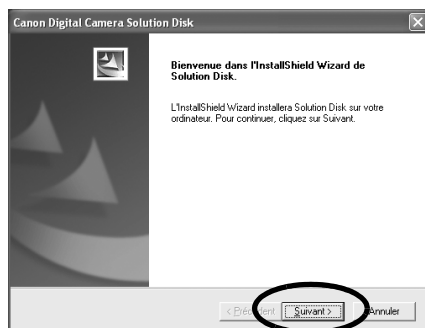 Canon Digital Camera Solution Disk
Bienvenue dans l'InstallShield Wizard de
Solution Disk.
L'InstallShield Wizard installera Solution Disk sur votre
ordinateur. Pour continuer, cliquez sur Suivant.
< Précédent Suivant > Annuler